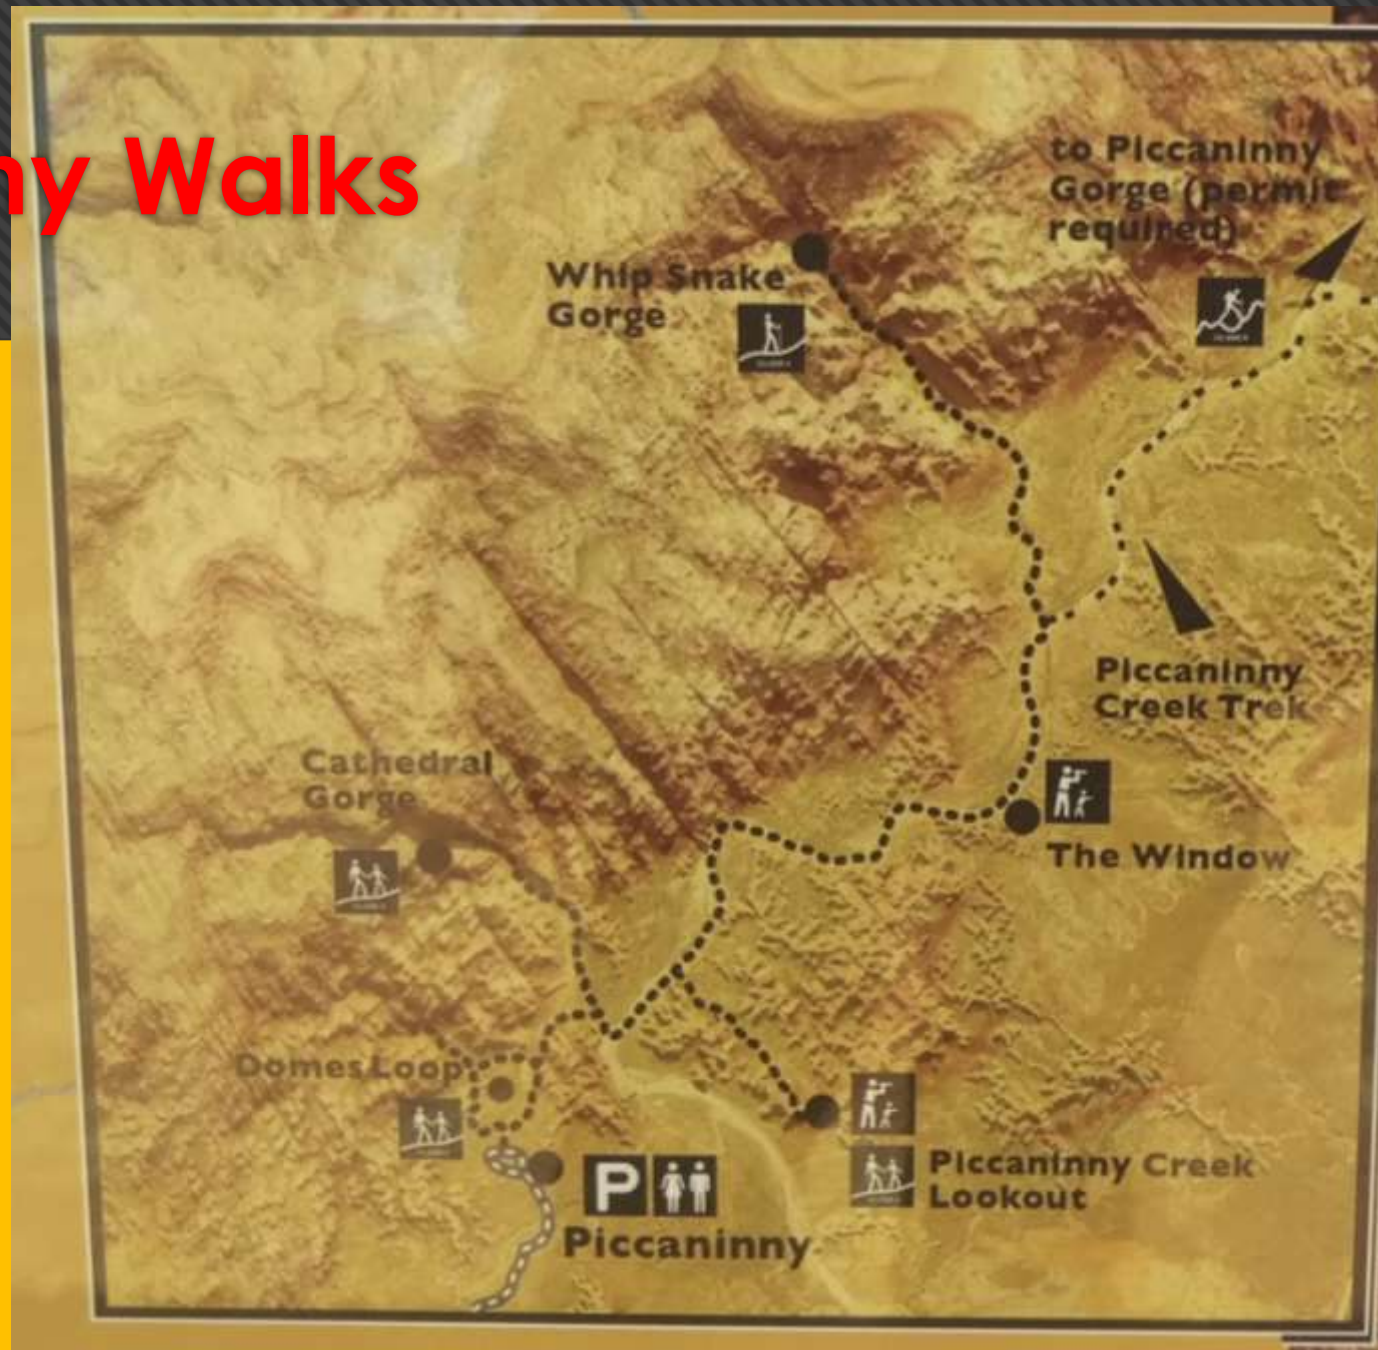 ny Walks
to Piccaninny
Gorge (permit
required)
Whip Snake
Gorge
Piccaninny
Creek Trek
Cathedral
Gorge
The Window
Domes Loop
P
Piccaninny Creek
Lookout
Piccaninny